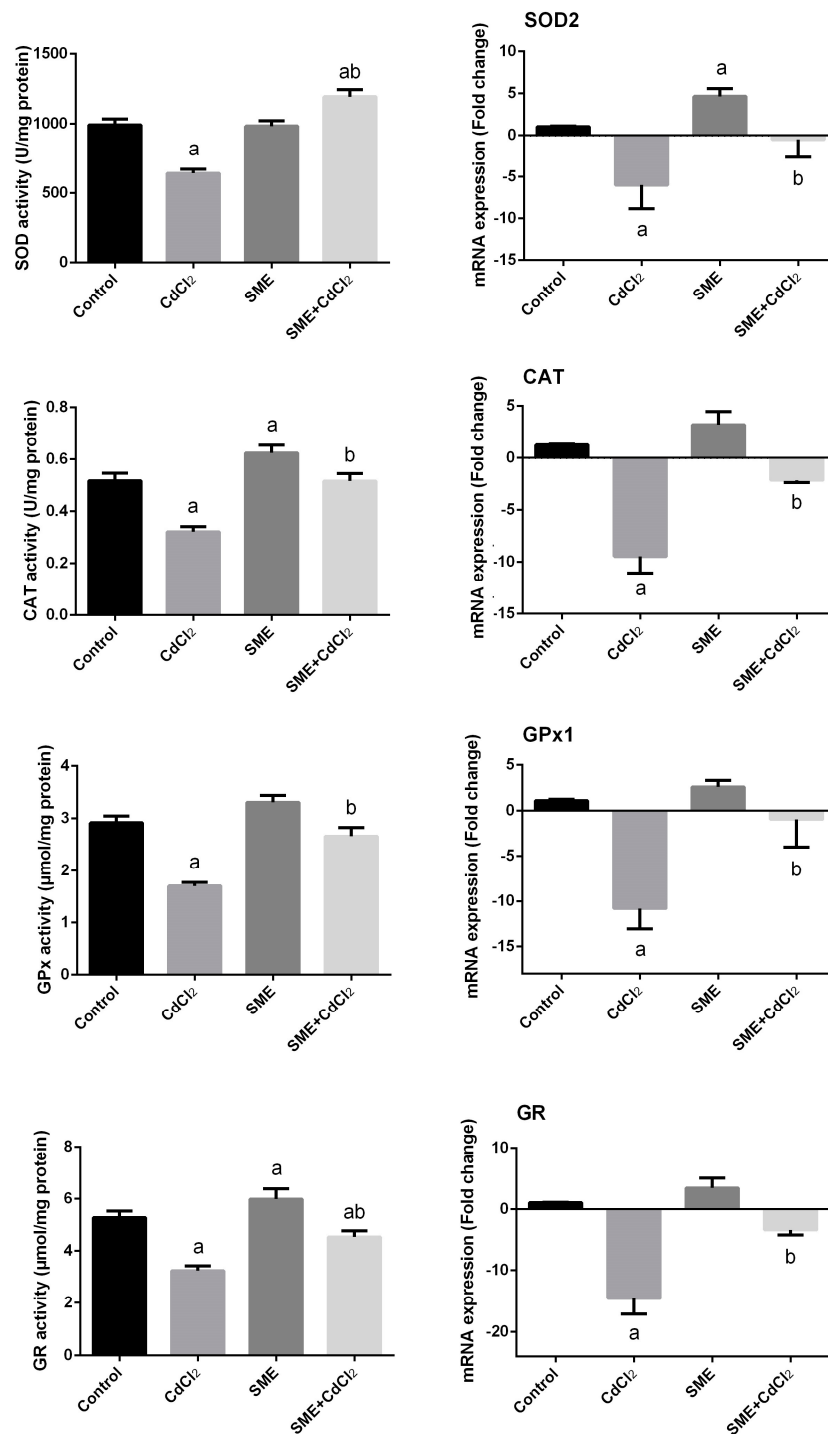 SOD activity (U/mg protein)
1500
1000
500
0
a
ab
Control
CdCl₂
SME
SME+CdCl₂
SOD2
mRNA expression (Fold change)
10
5
0
-5
-10
-15
a
a
b
Control
CdCl₂
SME
SME+CdCl₂
CAT activity (U/mg protein)
0.8
0.6
0.4
0.2
0.0
a
a
b
Control
CdCl₂
SME
SME+CdCl₂
CAT
mRNA expression (Fold change)
5
0
-5
-10
-15
a
b
Control
CdCl₂
SME
SME+CdCl₂
GPx activity (µmol/mg protein)
4
3
2
1
0
a
b
Control
CdCl₂
SME
SME+CdCl₂
GPx1
mRNA expression (Fold change)
5
0
-5
-10
-15
a
b
Control
CdCl₂
SME
SME+CdCl₂
GR activity (µmol/mg protein)
8
6
4
2
0
a
a
ab
Control
CdCl₂
SME
SME+CdCl₂
GR
mRNA expression (Fold change)
10
0
-10
-20
a
b
Control
CdCl₂
SME
SME+CdCl₂